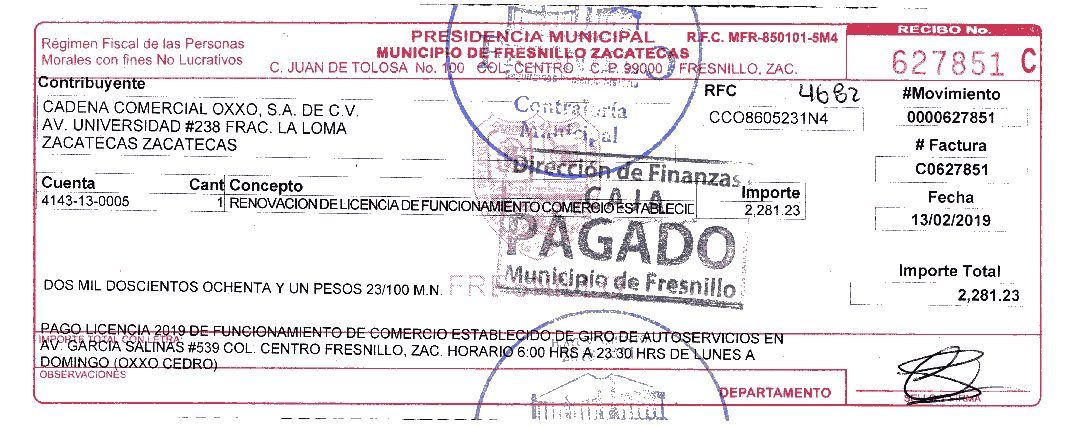 PRESIDENCIA MUNICIPAL
R.F.C. MFR-850101-5M4
RECIBO No.
Régimen Fiscal de las Personas
Morales con fines No Lucrativos
MUNICIPIO DE FRESNILLO ZACATECAS
C. JUAN DE TOLOSA No. 100 COL. CENTRO C. P. 99000 FRESNILLO, ZAC.
627851 C
Contribuyente
RFC
4682
#Movimiento
CADENA COMERCIAL OXXO, S.A. DE C.V.
CCO8605231N4
0000627851
AV. UNIVERSIDAD #238 FRAC. LA LOMA
ZACATECAS ZACATECAS
Contraloría
Municipal
# Factura
C0627851
Dirección de Finanzas
CAJA
PAGADO
Municipio de Fresnillo
Cuenta Cant Concepto Importe
4143-13-0005 1 RENOVACION DE LICENCIA DE FUNCIONAMIENTO COMERCIO ESTABLECID 2,281.23
Fecha
13/02/2019
Importe Total
2,281.23
DOS MIL DOSCIENTOS OCHENTA Y UN PESOS 23/100 M.N.
PAGO LICENCIA 2019 DE FUNCIONAMIENTO DE COMERCIO ESTABLECIDO DE GIRO DE AUTOSERVICIOS EN
IMPORTE TOTAL CON LETRA
AV. GARCÍA SALINAS #539 COL. CENTRO FRESNILLO, ZAC. HORARIO 6:00 HRS A 23:30 HRS DE LUNES A
DOMINGO (OXXO CEDRO)
OBSERVACIONES
DEPARTAMENTO